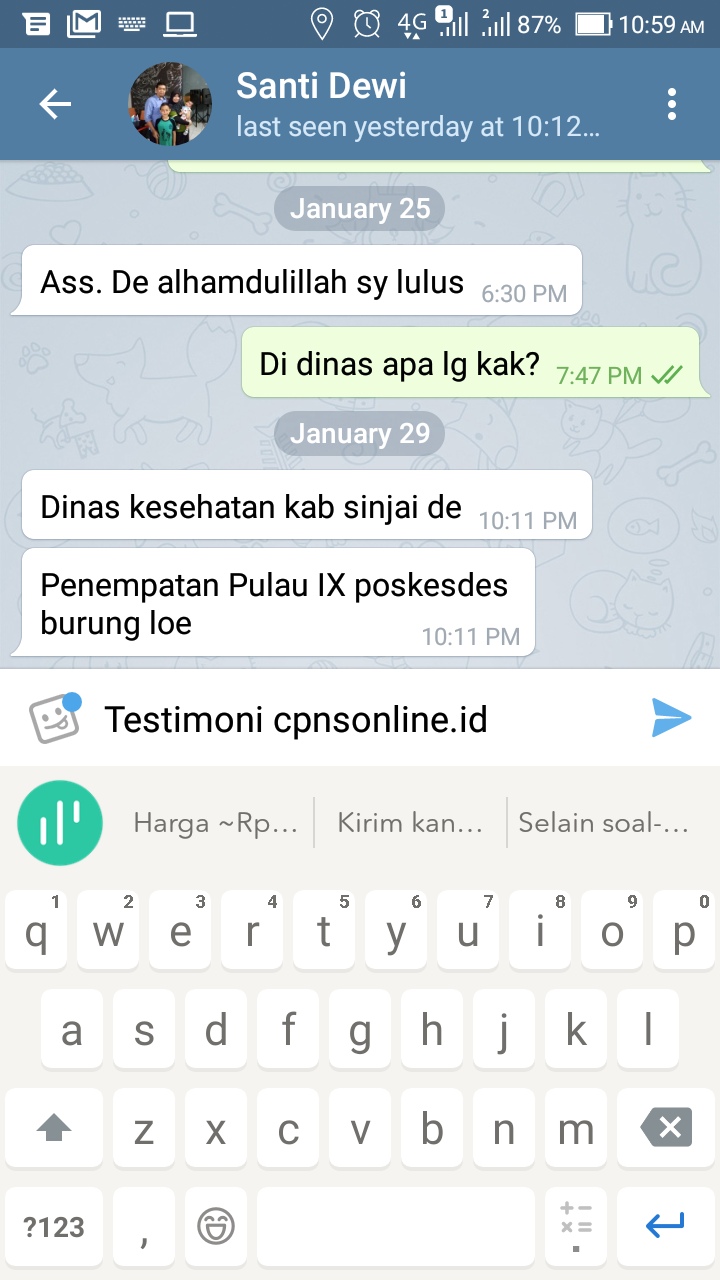 4G 1 2 87% 10:59 AM
Santi Dewi
last seen yesterday at 10:12...
January 25
Ass. De alhamdulillah sy lulus 6:30 PM
Di dinas apa lg kak? 7:47 PM
January 29
Dinas kesehatan kab sinjai de 10:11 PM
Penempatan Pulau IX poskesdes
burung loe 10:11 PM
Testimoni cpnsonline.id
Harga ~Rp... Kirim kan... Selain soal-...
1 2 3 4 5 6 7 8 9 0
q w e r t y u i o p
a s d f g h j k l
z x c v b n m
?123 , + − × = .